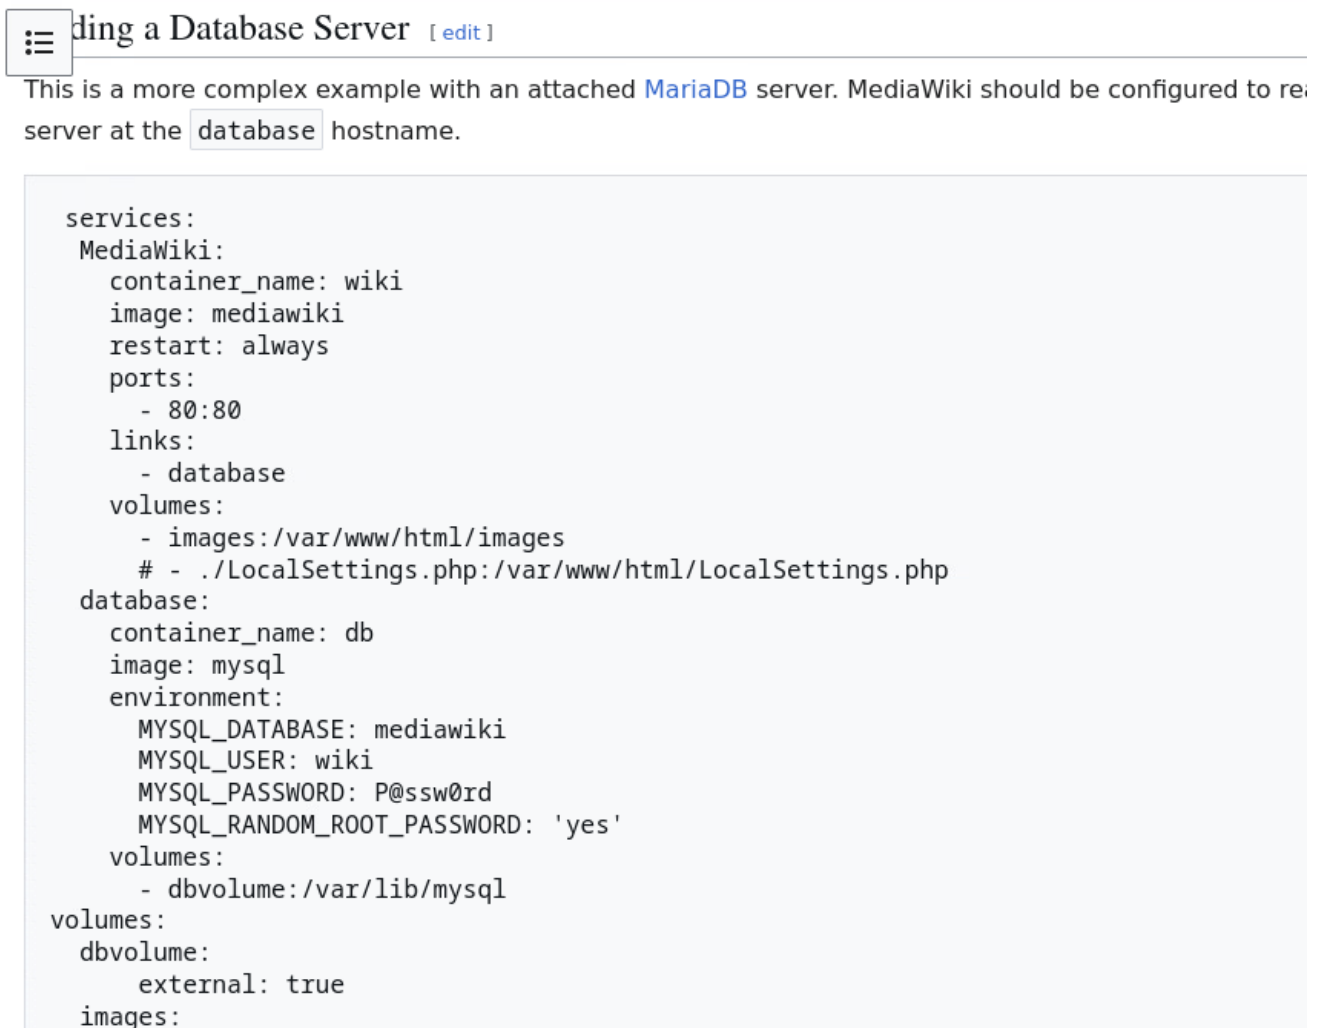 ding a Database Server [ edit ]
This is a more complex example with an attached MariaDB server. MediaWiki should be configured to
server at the database hostname.
services:
MediaWiki:
container_name: wiki
image: mediawiki
restart: always
ports:
- 80:80
links:
- database
volumes:
- images:/var/www/html/images
# - ./LocalSettings.php:/var/www/html/LocalSettings.php
database:
container_name: db
image: mysql
environment:
MYSQL_DATABASE: mediawiki
MYSQL_USER: wiki
MYSQL_PASSWORD: P@ssw0rd
MYSQL_RANDOM_ROOT_PASSWORD: 'yes'
volumes:
- dbvolume:/var/lib/mysql
volumes:
dbvolume:
external: true
images: